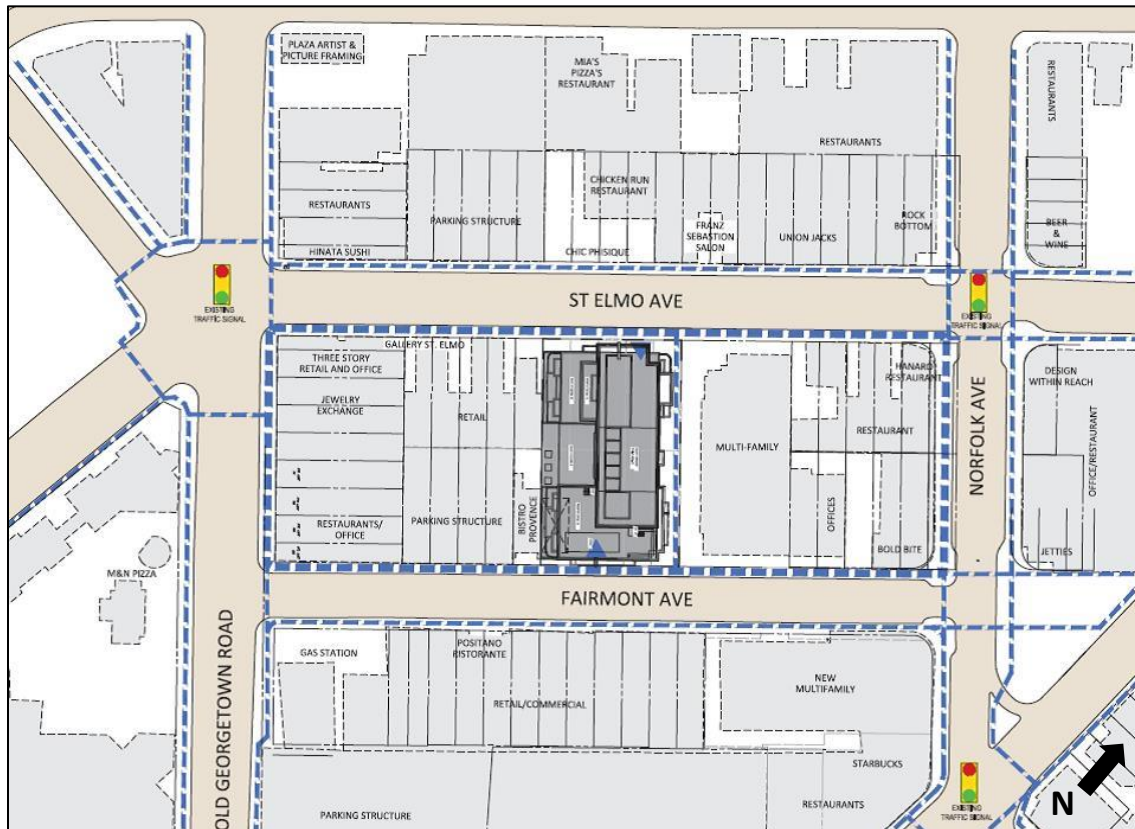 PLAZA ARTIST &
PICTURE FRAMING
MIA'S
PIZZA'S
RESTAURANT
RESTAURANTS
RESTAURANTS
CHICKEN RUN
RESTAURANT
RESTAURANTS
PARKING STRUCTURE
HINATA SUSHI
CHIC PHISIQUE
FRANZ
SEBASTION
SALON
UNION JACKS
ROCK
BOTTOM
BEER
&
WINE
EXISTING
TRAFFIC SIGNAL
ST ELMO AVE
EXISTING
TRAFFIC SIGNAL
GALLERY ST. ELMO
THREE STORY
RETAIL AND OFFICE
JEWELRY
EXCHANGE
RETAIL
RESTAURANTS/
OFFICE
PARKING STRUCTURE
BISTRO
PROVENCE
MULTI-FAMILY
HANARO
RESTAURANT
RESTAURANT
OFFICES
BOLD BITE
NORFOLK AVE
DESIGN
WITHIN REACH
OFFICE/RESTAURANT
JETTIES
M&N PIZZA
FAIRMONT AVE
OLD GEORGETOWN ROAD
GAS STATION
POSITANO
RISTORANTE
RETAIL/COMMERCIAL
NEW
MULTIFAMILY
STARBUCKS
PARKING STRUCTURE
RESTAURANTS
EXISTING
TRAFFIC SIGNAL
N